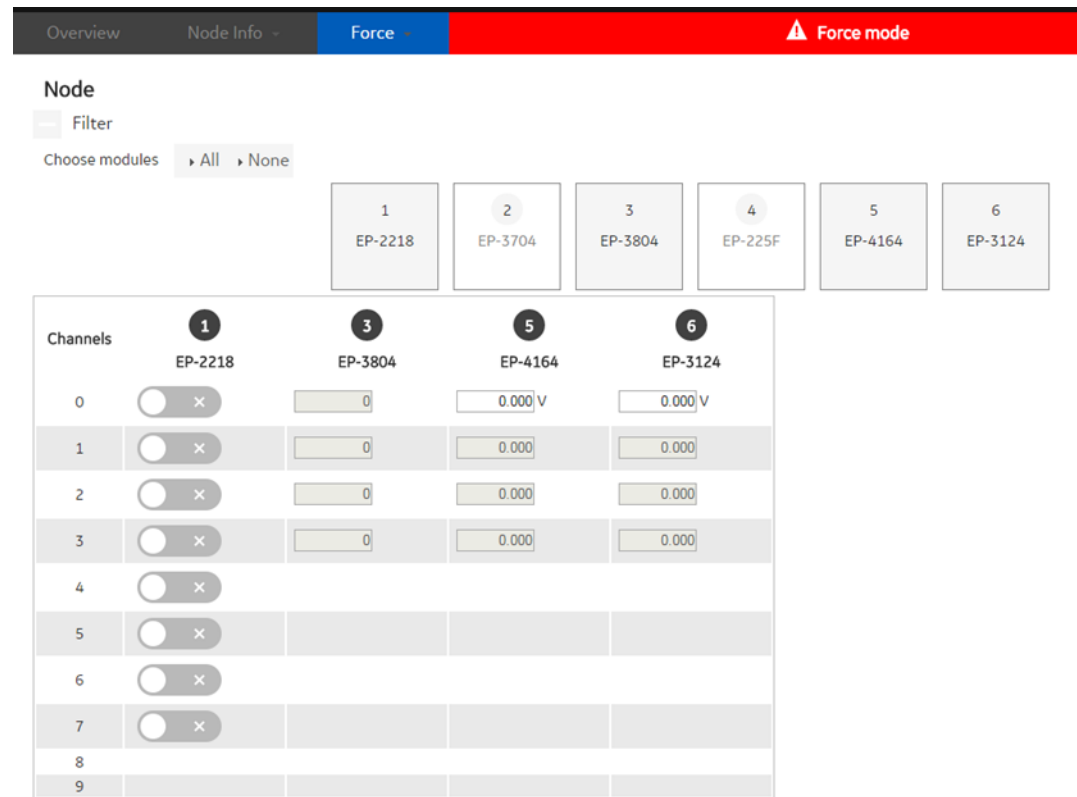 Overview Node Info Force Force mode
Node
Filter
Choose modules All None
1 2 3 4 5 6
EP-2218 EP-3704 EP-3804 EP-225F EP-4164 EP-3124
Channels 1 3 5 6
EP-2218 EP-3804 EP-4164 EP-3124
0 0 0.000 V 0.000 V
1 0 0.000 0.000
2 0 0.000 0.000
3 0 0.000 0.000
4
5
6
7
8
9